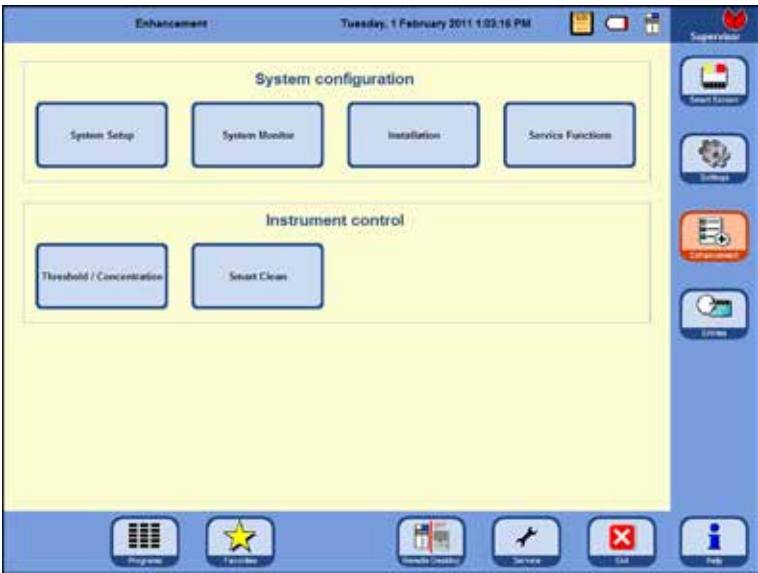 Enhancement
Tuesday, 1 February 2011 1:03:16 PM
Supervisor
System configuration
System Setup
System Monitor
Installation
Service Functions
Smart Screen
Settings
Instrument control
Threshold / Concentration
Smart Clean
Enhancement
Programs
Favorites
Remote Desktop
Service
Exit
Help